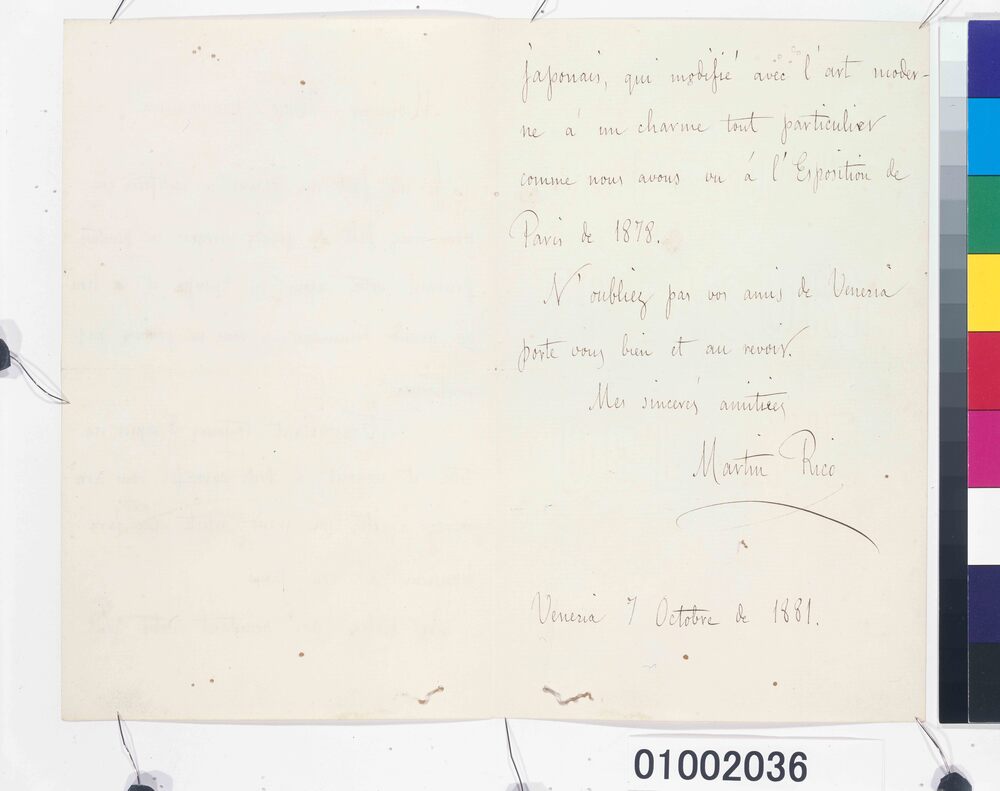 japonais, qui modifié avec l'art moder-
ne à un charme tout particulier
comme nous avons vu à l'Esposition de
Paris de 1878.
N'oubliez pas vos amis de Venezia
porte vous bien et au revoir.
Mes sincerés amitiées
Martin Rico
Venezia 7 Octobre de 1881.
01002036